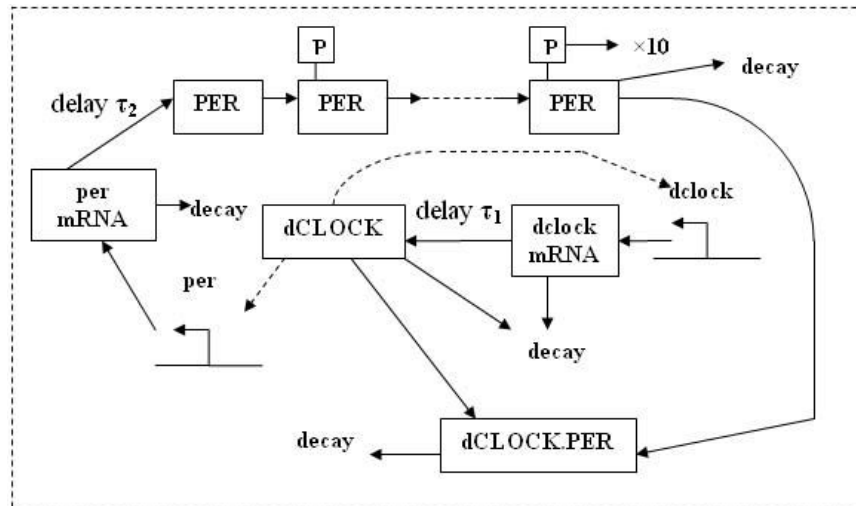 P
P
×10
decay
PER
PER
PER
delay τ2
per
mRNA
decay
dCLOCK
delay τ1
dclock
mRNA
dclock
per
decay
decay
dCLOCK.PER